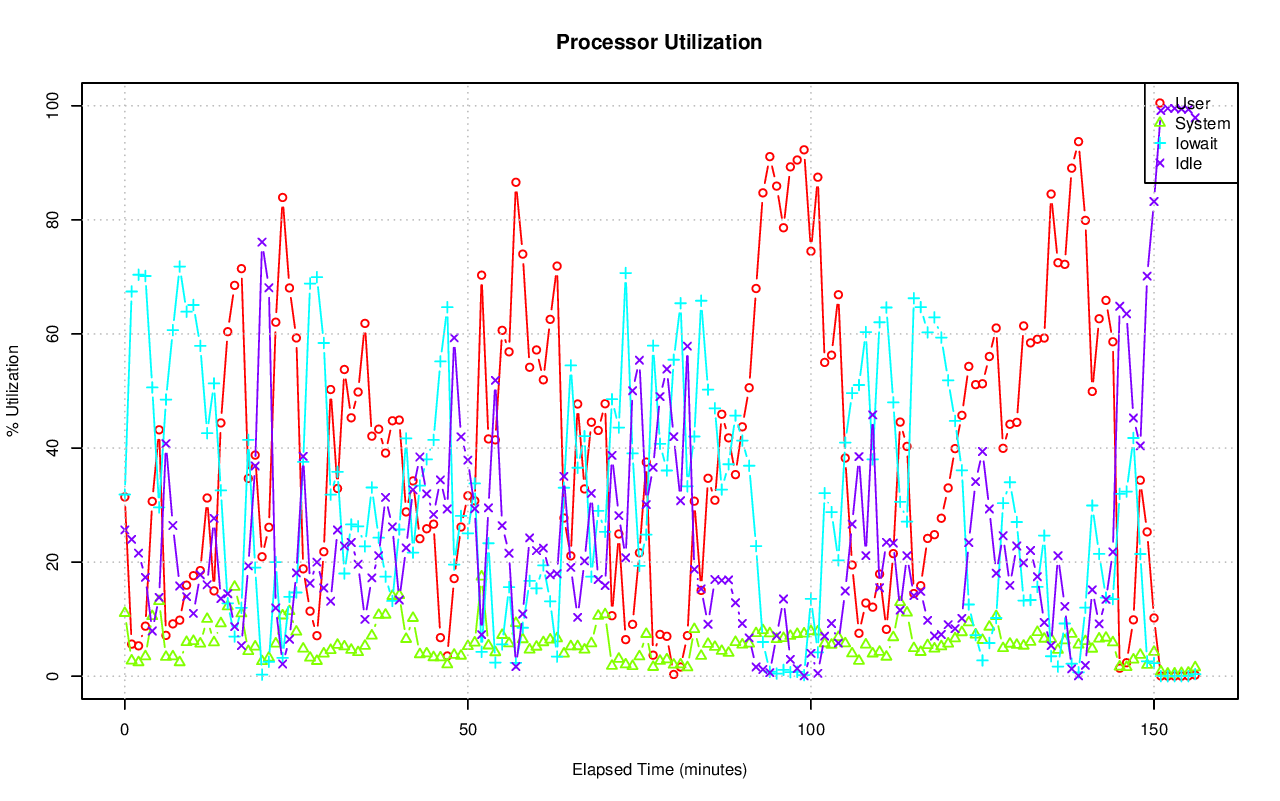 Processor Utilization
% Utilization
100
80
60
40
20
0
User
System
Iowait
Idle
0
50
100
150
Elapsed Time (minutes)